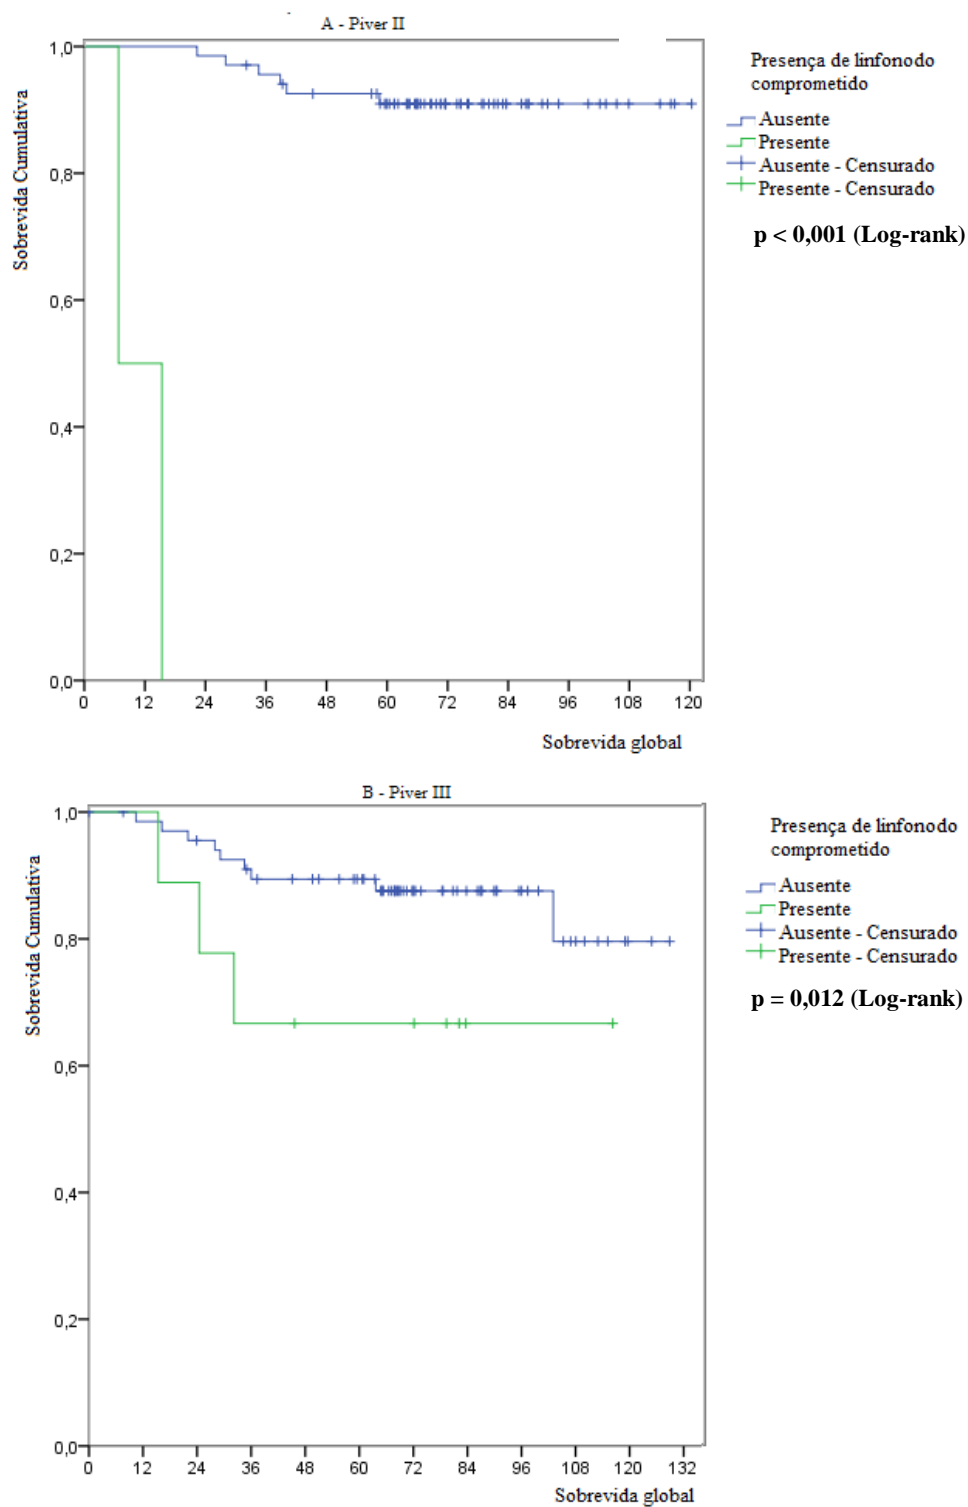 A - Piver II
1,0
0,8
0,6
0,4
0,2
0,0
Sobrevida Cumulativa
0 12 24 36 48 60 72 84 96 108 120
Sobrevida global
Presença de linfonodo
comprometido
Ausente
Presente
Ausente - Censurado
Presente - Censurado
p < 0,001 (Log-rank)
B - Piver III
1,0
0,8
0,6
0,4
0,2
0,0
Sobrevida Cumulativa
0 12 24 36 48 60 72 84 96 108 120 132
Sobrevida global
Presença de linfonodo
comprometido
Ausente
Presente
Ausente - Censurado
Presente - Censurado
p = 0,012 (Log-rank)